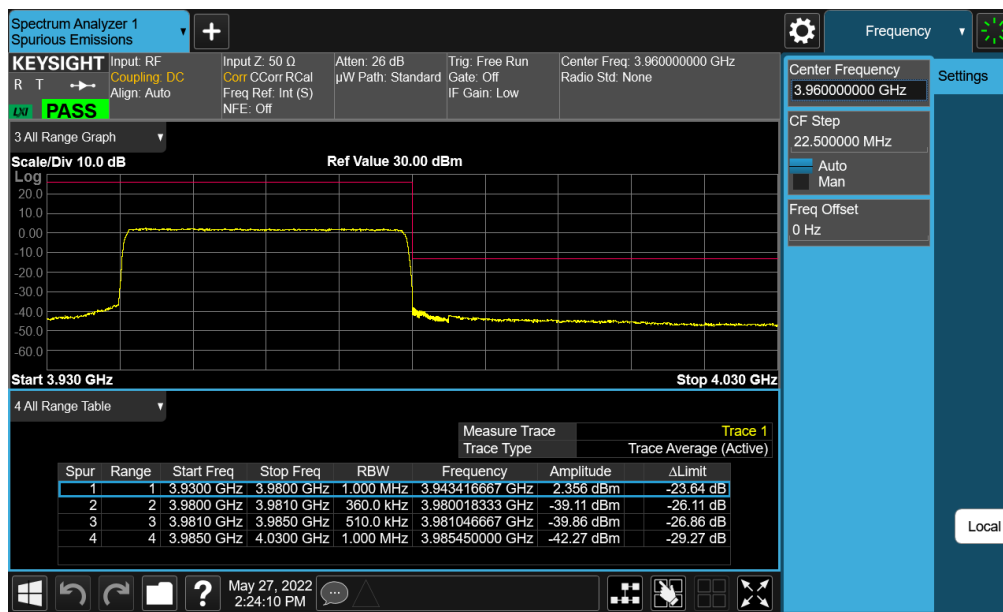 Spectrum Analyzer 1
Spurious Emissions
Frequency
KEYSIGHT
R T
LXI PASS
Input: RF
Coupling: DC
Align: Auto
Input Z: 50 Ω
Corr CCorr RCal
Freq Ref: Int (S)
NFE: Off
Atten: 26 dB
µW Path: Standard
Trig: Free Run
Gate: Off
IF Gain: Low
Center Freq: 3.960000000 GHz
Radio Std: None
Center Frequency
3.960000000 GHz
Settings
CF Step
22.500000 MHz
Auto
Man
Freq Offset
0 Hz
Local
3 All Range Graph
Scale/Div 10.0 dB Ref Value 30.00 dBm
Log
20.0
10.0
0.00
-10.0
-20.0
-30.0
-40.0
-50.0
-60.0
Start 3.930 GHz Stop 4.030 GHz
4 All Range Table
Measure Trace Trace 1
Trace Type Trace Average (Active)
Spur Range Start Freq Stop Freq RBW Frequency Amplitude ΔLimit
1 1 3.9300 GHz 3.9800 GHz 1.000 MHz 3.943416667 GHz 2.356 dBm -23.64 dB
2 2 3.9800 GHz 3.9810 GHz 360.0 kHz 3.980018333 GHz -39.11 dBm -26.11 dB
3 3 3.9810 GHz 3.9850 GHz 510.0 kHz 3.981046667 GHz -39.86 dBm -26.86 dB
4 4 3.9850 GHz 4.0300 GHz 1.000 MHz 3.985450000 GHz -42.27 dBm -29.27 dB
May 27, 2022
2:24:10 PM